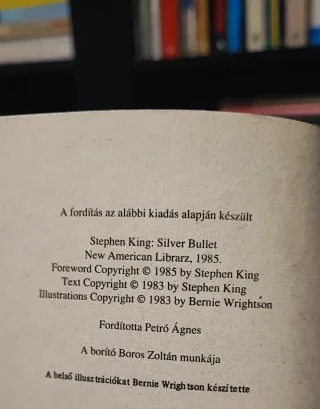 A fordítás az alábbi kiadás alapján készült
Stephen King: Silver Bullet
New American Librarz, 1985.
Foreword Copyright © 1985 by Stephen King
Text Copyright © 1983 by Stephen King
Illustrations Copyright © 1983 by Bernie Wrightson
Fordította Petró Ágnes
A borító Boros Zoltán munkája
A belső illusztrációkat Bernie Wrightson készítette